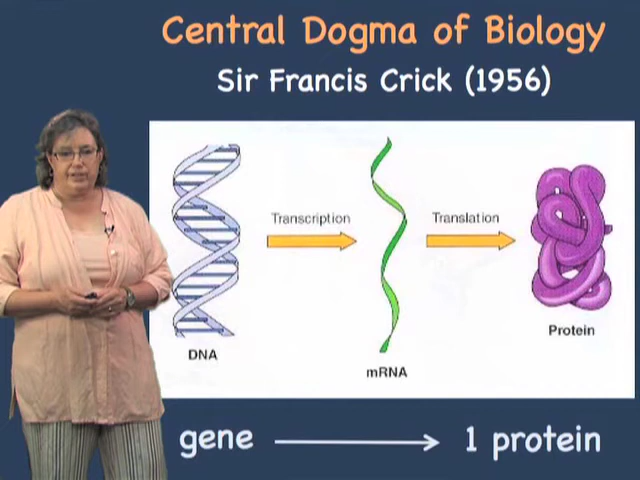 Central Dogma of Biology
Sir Francis Crick (1956)
Transcription
Translation
DNA
mRNA
Protein
gene
1 protein